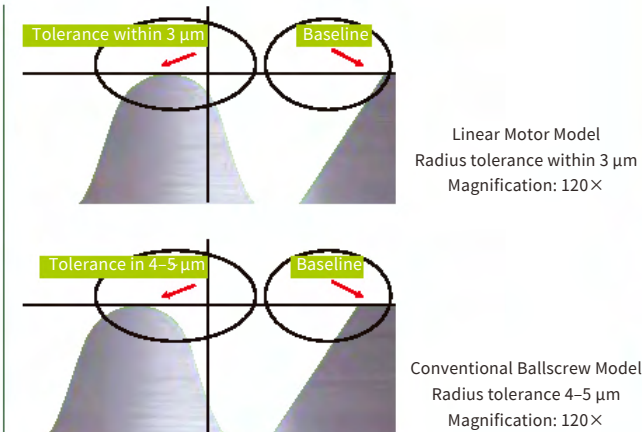 Tolerance within 3 μm
Baseline
Linear Motor Model
Radius tolerance within 3 μm
Magnification: 120×
Tolerance in 4–5 μm
Baseline
Conventional Ballscrew Model
Radius tolerance 4–5 μm
Magnification: 120×